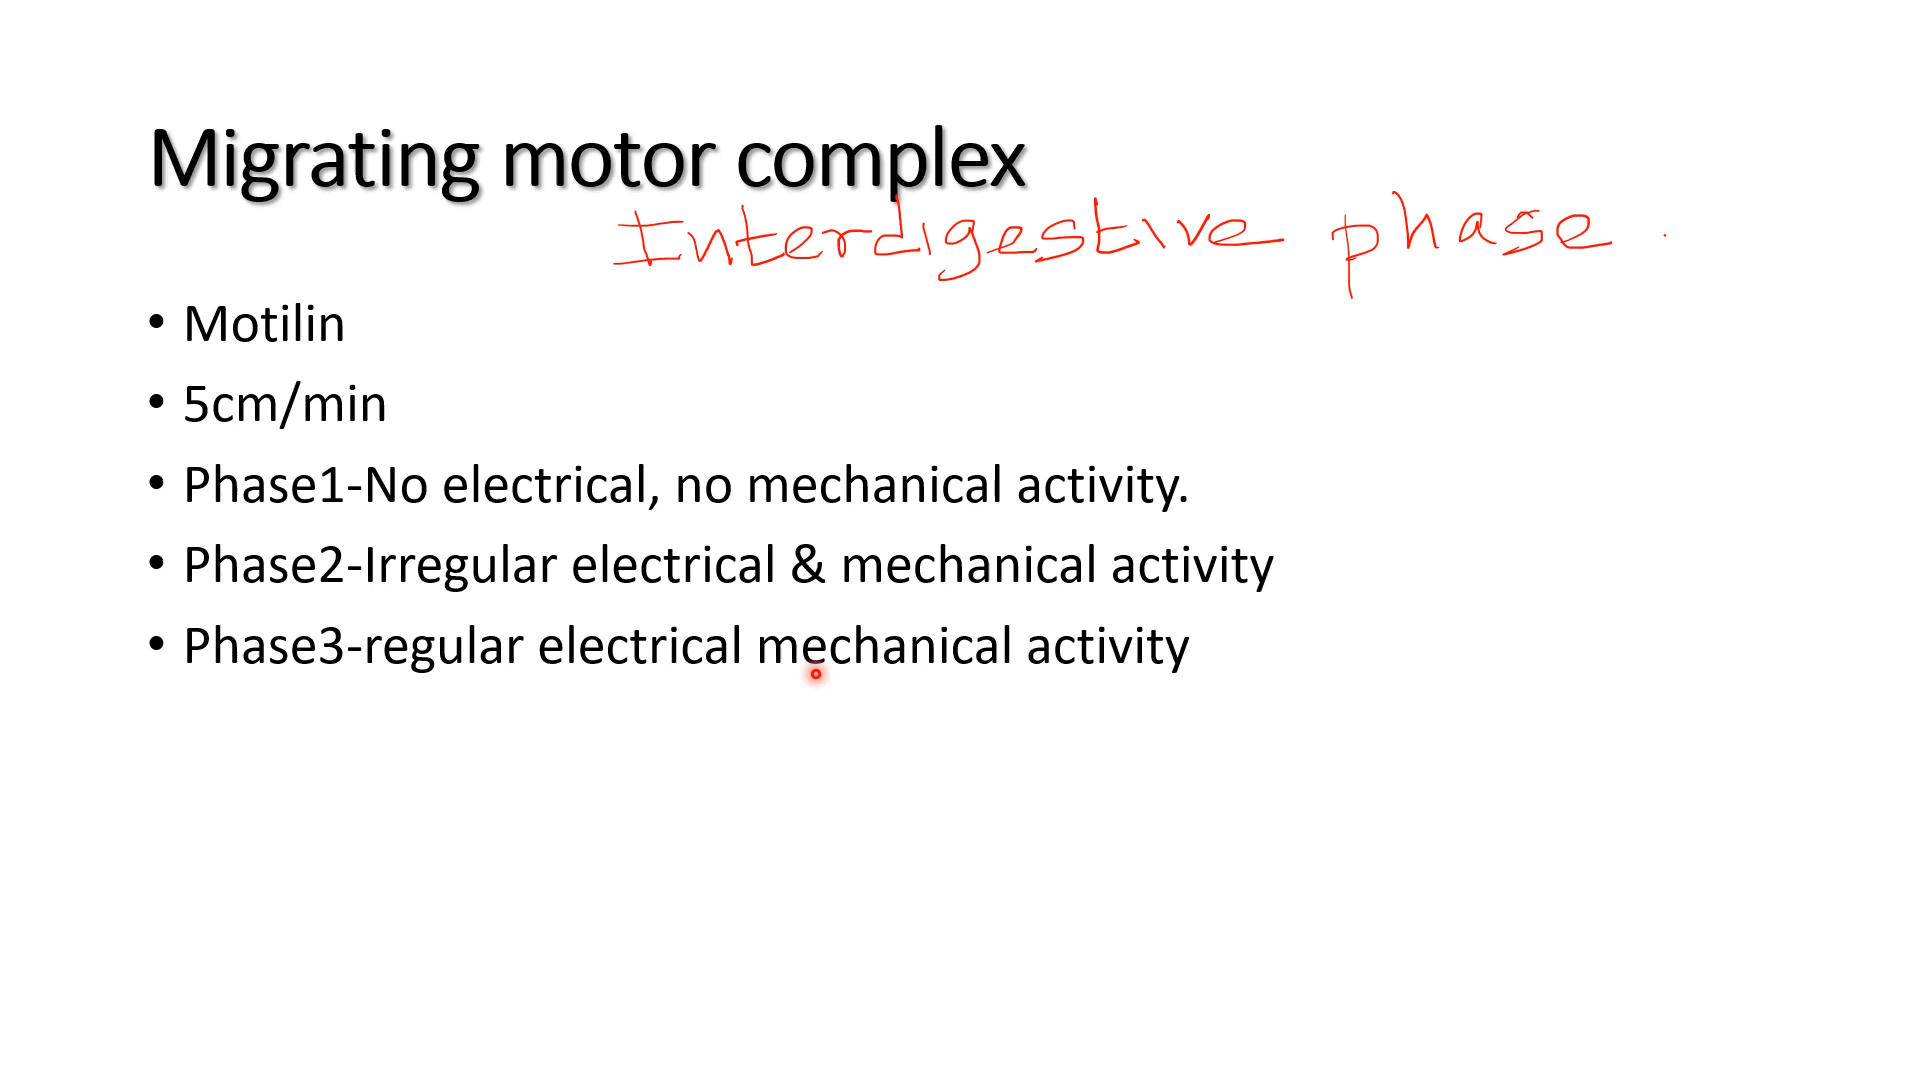 Migrating motor complex
Interdigestive phase.
• Motilin
• 5cm/min
• Phase1-No electrical, no mechanical activity.
• Phase2-Irregular electrical & mechanical activity
• Phase3-regular electrical mechanical activity